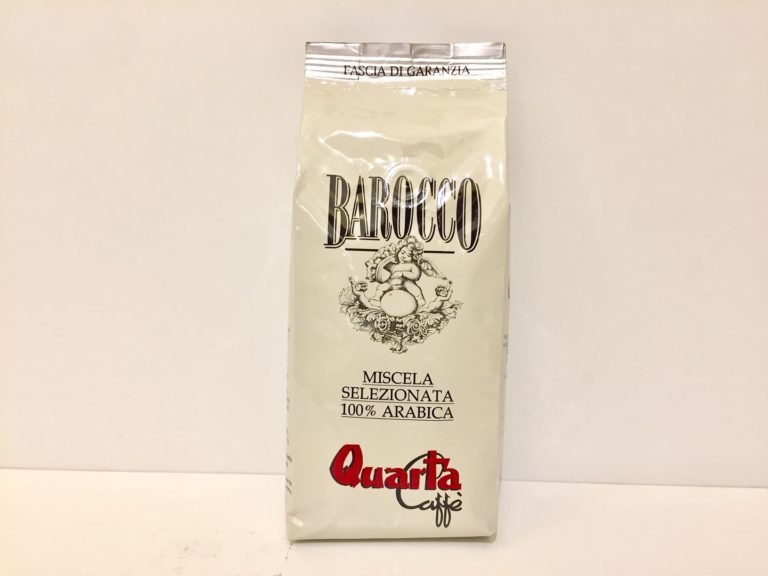 FASCIA DI GARANZIA
BAROCCO
MISCELA
SELEZIONATA
100% ARABICA
Quarta
Caffè